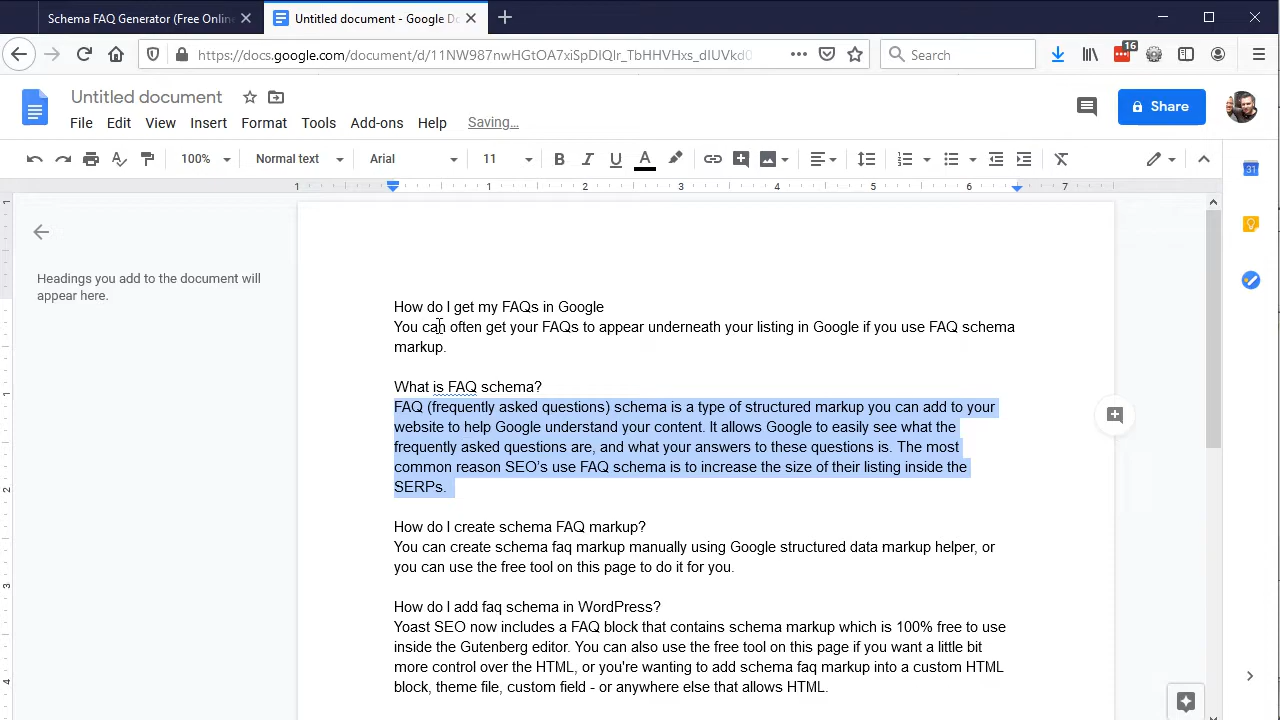 Schema FAQ Generator (Free Onlin
Untitled document - Google Do
https://docs.google.com/document/d/11NW987nwHGtOA7xiSpDIQlr_TbHHVHxs_dIUVkd0
Search
16
Untitled document
Share
File Edit View Insert Format Tools Add-ons Help Saving...
100% Normal text Arial 11
31
1 1 2 3 4 5 6 7
Headings you add to the document will
appear here.
How do I get my FAQs in Google
You can often get your FAQs to appear underneath your listing in Google if you use FAQ schema
markup.
What is FAQ schema?
FAQ (frequently asked questions) schema is a type of structured markup you can add to your
website to help Google understand your content. It allows Google to easily see what the
frequently asked questions are, and what your answers to these questions is. The most
common reason SEO's use FAQ schema is to increase the size of their listing inside the
SERPs.
How do I create schema FAQ markup?
You can create schema faq markup manually using Google structured data markup helper, or
you can use the free tool on this page to do it for you.
How do I add faq schema in WordPress?
Yoast SEO now includes a FAQ block that contains schema markup which is 100% free to use
inside the Gutenberg editor. You can also use the free tool on this page if you want a little bit
more control over the HTML, or you're wanting to add schema faq markup into a custom HTML
block, theme file, custom field - or anywhere else that allows HTML.